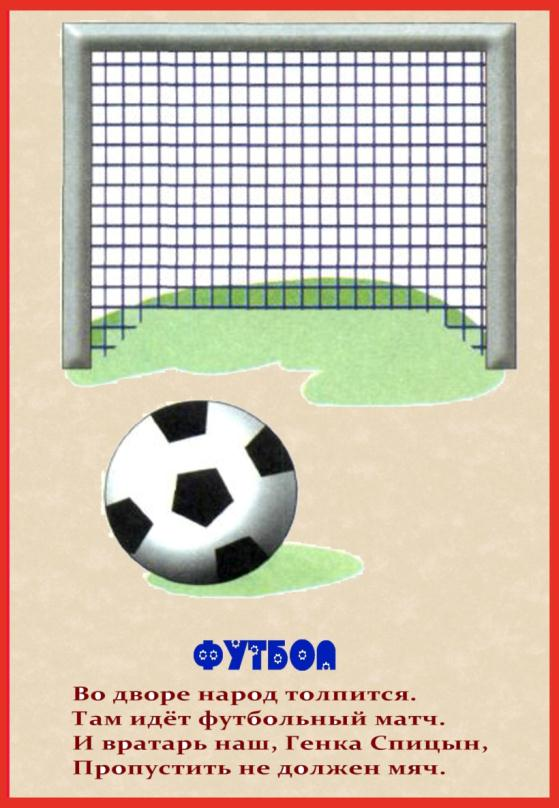 ФУТБОЛ
Во дворе народ толпится.
Там идёт футбольный матч.
И вратарь наш, Генка Спицын,
Пропустить не должен мяч.